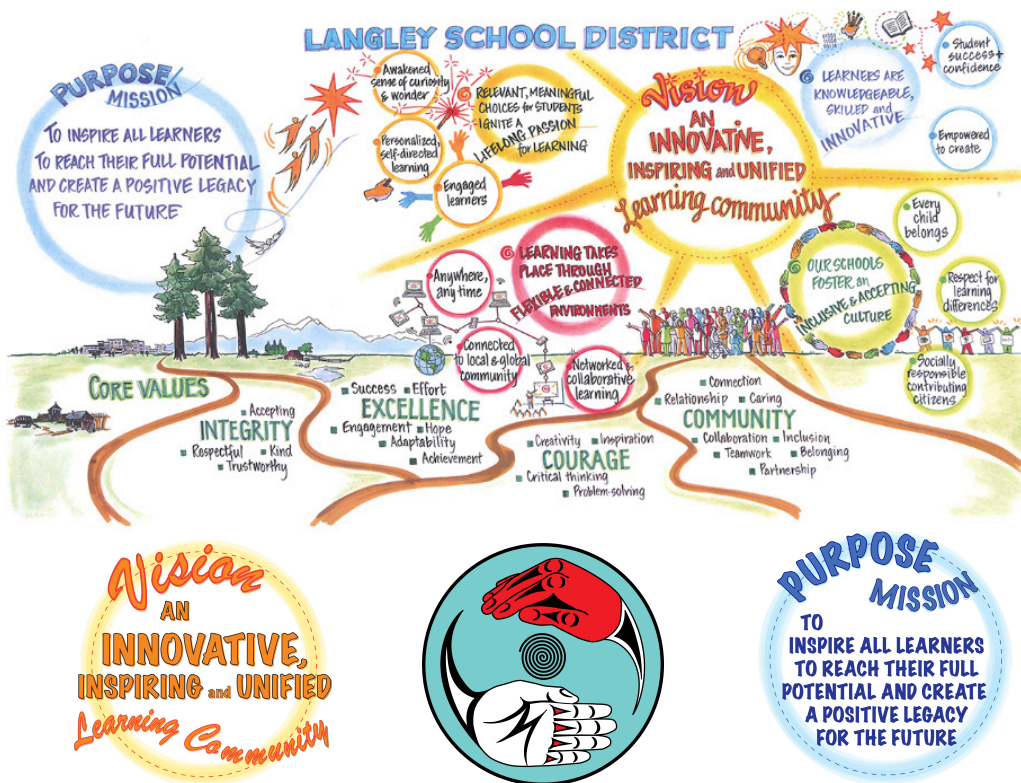 LANGLEY SCHOOL DISTRICT
PURPOSE/
MISSION
TO INSPIRE ALL LEARNERS
TO REACH THEIR FULL POTENTIAL
AND CREATE A POSITIVE LEGACY
FOR THE FUTURE
Awakened
sense of curiosity
& wonder
RELEVANT, MEANINGFUL
CHOICES for STUDENTS
IGNITE A
LIFELONG PASSION
for LEARNING
Personalized,
self-directed
learning
Engaged
learners
Vision
AN
INNOVATIVE,
INSPIRING and UNIFIED
Learning community
LEARNERS ARE
KNOWLEDGEABLE,
SKILLED and
INNOVATIVE
Student
success +
confidence
Empowered
to create
LEARNING TAKES
PLACE THROUGH
FLEXIBLE & CONNECTED
ENVIRONMENTS
Anywhere,
any time
Connected
to local & global
community
Networked &
collaborative
learning
OUR SCHOOLS
FOSTER an
INCLUSIVE & ACCEPTING
CULTURE
Every
child
belongs
Respect for
learning
differences
Socially
responsible
contributing
citizens
CORE VALUES
Accepting
INTEGRITY
Respectful Kind
Trustworthy
Success Effort
EXCELLENCE
Engagement Hope
Adaptability
Achievement
Creativity Inspiration
COURAGE
Critical thinking
Problem-solving
Connection
Relationship Caring
COMMUNITY
Collaboration Inclusion
Teamwork Belonging
Partnership
Vision
AN
INNOVATIVE,
INSPIRING and UNIFIED
Learning Community
PURPOSE
MISSION
TO
INSPIRE ALL LEARNERS
TO REACH THEIR FULL
POTENTIAL AND CREATE
A POSITIVE LEGACY
FOR THE FUTURE